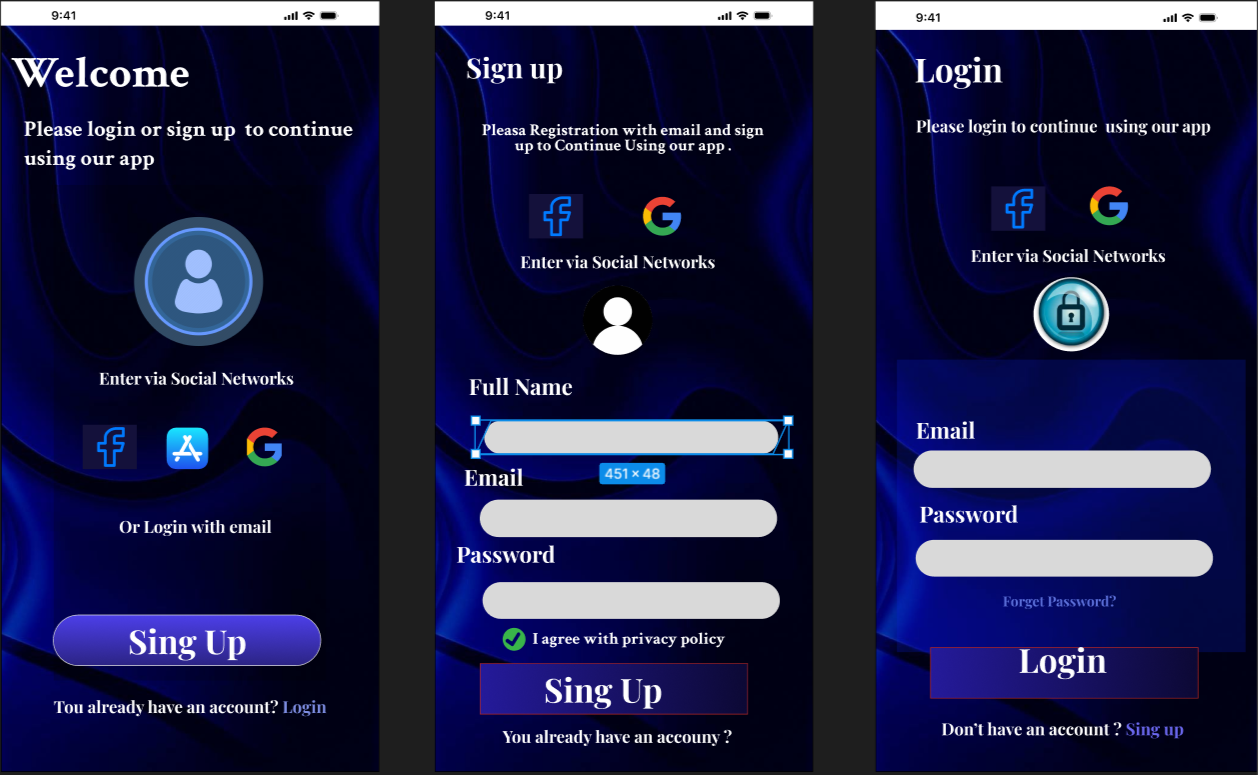 9:41
Welcome
Please login or sign up to continue
using our app
Enter via Social Networks
Or Login with email
Sing Up
Tou already have an account? Login
9:41
Sign up
Pleasa Registration with email and sign
up to Continue Using our app .
Enter via Social Networks
Full Name
451 × 48
Email
Password
I agree with privacy policy
Sing Up
You already have an accouny ?
9:41
Login
Please login to continue using our app
Enter via Social Networks
Email
Password
Forget Password?
Login
Don't have an account ? Sing up